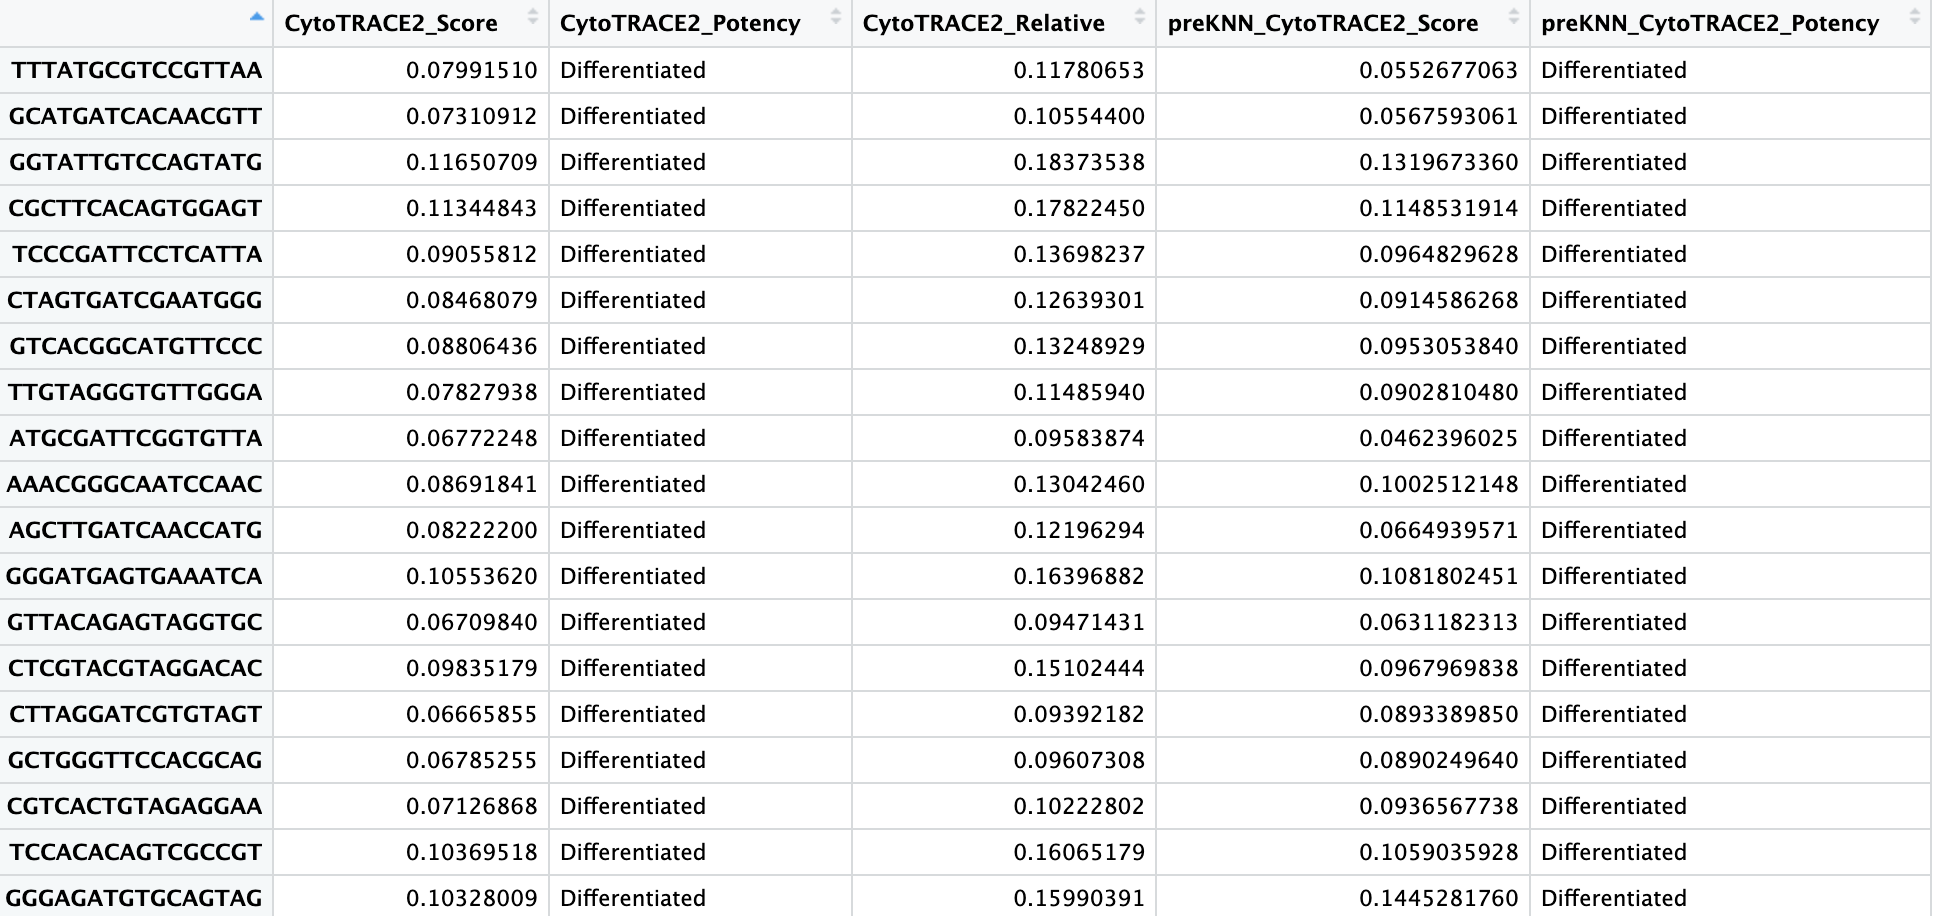 CytoTRACE2_Score CytoTRACE2_Potency CytoTRACE2_Relative preKNN_CytoTRACE2_Score preKNN_CytoTRACE2_Potency
TTTATGCGTCCGTTAA 0.07991510 Differentiated 0.11780653 0.0552677063 Differentiated
GCATGATCACAACGTT 0.07310912 Differentiated 0.10554400 0.0567593061 Differentiated
GGTATTGTCCAGTATG 0.11650709 Differentiated 0.18373538 0.1319673360 Differentiated
CGCTTCACAGTGGAGT 0.11344843 Differentiated 0.17822450 0.1148531914 Differentiated
TCCCGATTCCTCATTA 0.09055812 Differentiated 0.13698237 0.0964829628 Differentiated
CTAGTGATCGAATGGG 0.08468079 Differentiated 0.12639301 0.0914586268 Differentiated
GTCACGGCATGTTCCC 0.08806436 Differentiated 0.13248929 0.0953053840 Differentiated
TTGTAGGGTGTTGGGA 0.07827938 Differentiated 0.11485940 0.0902810480 Differentiated
ATGCGATTCGGTGTTA 0.06772248 Differentiated 0.09583874 0.0462396025 Differentiated
AAACGGGCAATCCAAC 0.08691841 Differentiated 0.13042460 0.1002512148 Differentiated
AGCTTGATCAACCATG 0.08222200 Differentiated 0.12196294 0.0664939571 Differentiated
GGGATGAGTGAAATCA 0.10553620 Differentiated 0.16396882 0.1081802451 Differentiated
GTTACAGAGTAGGTGC 0.06709840 Differentiated 0.09471431 0.0631182313 Differentiated
CTCGTACGTAGGACAC 0.09835179 Differentiated 0.15102444 0.0967969838 Differentiated
CTTAGGATCGTGTAGT 0.06665855 Differentiated 0.09392182 0.0893389850 Differentiated
GCTGGGTTCCACGCAG 0.06785255 Differentiated 0.09607308 0.0890249640 Differentiated
CGTCACTGTAGAGGAA 0.07126868 Differentiated 0.10222802 0.0936567738 Differentiated
TCCACACAGTCGCCGT 0.10369518 Differentiated 0.16065179 0.1059035928 Differentiated
GGGAGATGTGCAGTAG 0.10328009 Differentiated 0.15990391 0.1445281760 Differentiated